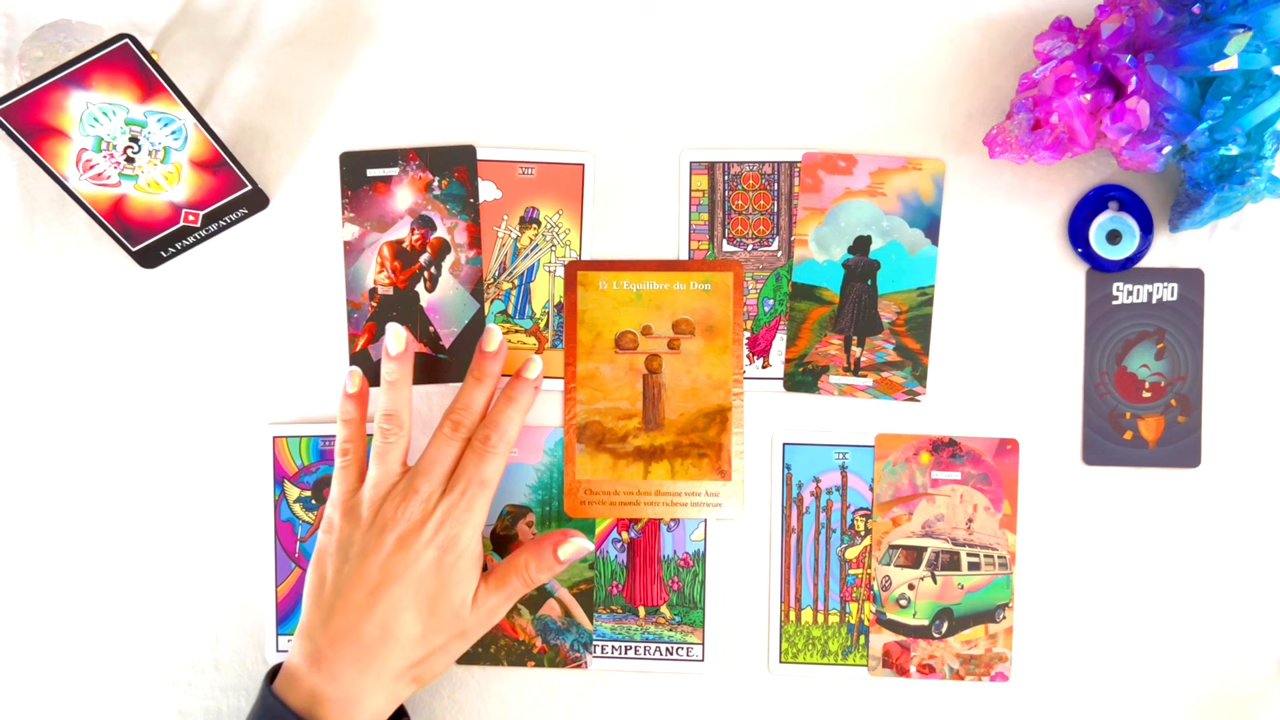 LA PARTICIPATION
VII
L'Équilibre du Don
Chacun de vos dons illumine votre Âme
et révèle au monde votre richesse intérieure
Scorpio
IX
TEMPERANCE.